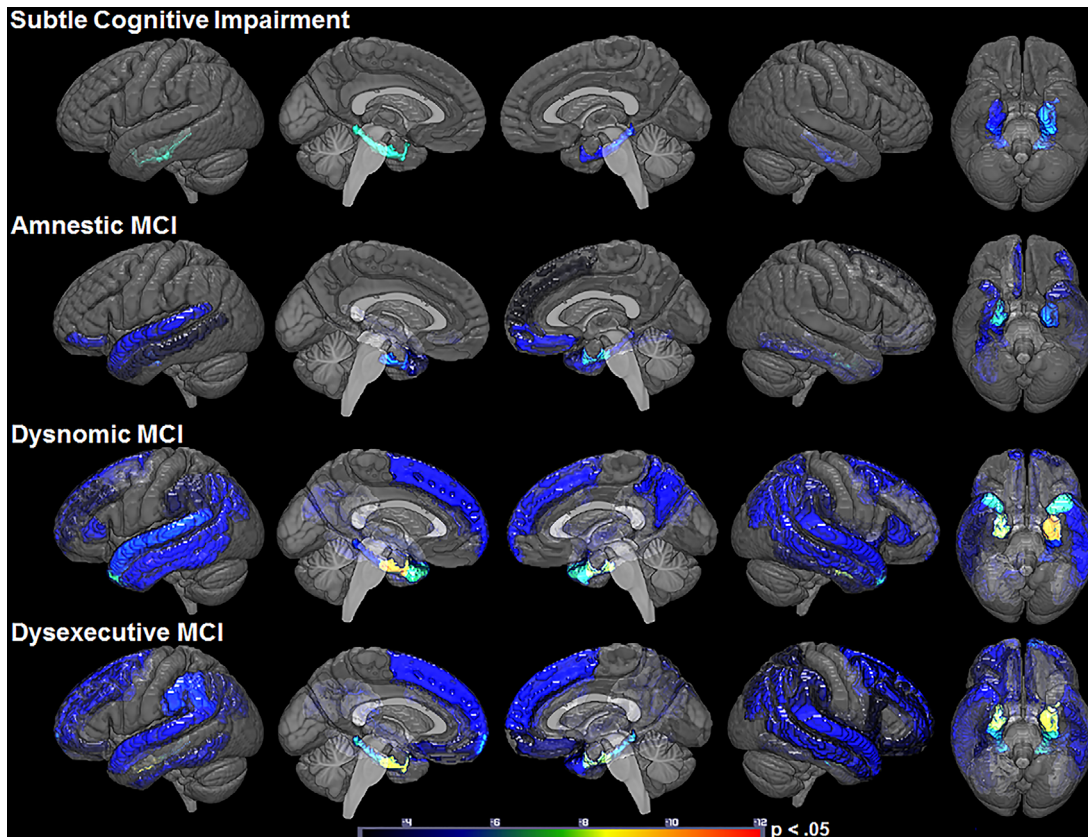 Subtle Cognitive Impairment
Amnestic MCI
Dysnomic MCI
Dysexecutive MCI
4 6 8 10 12
p < .05